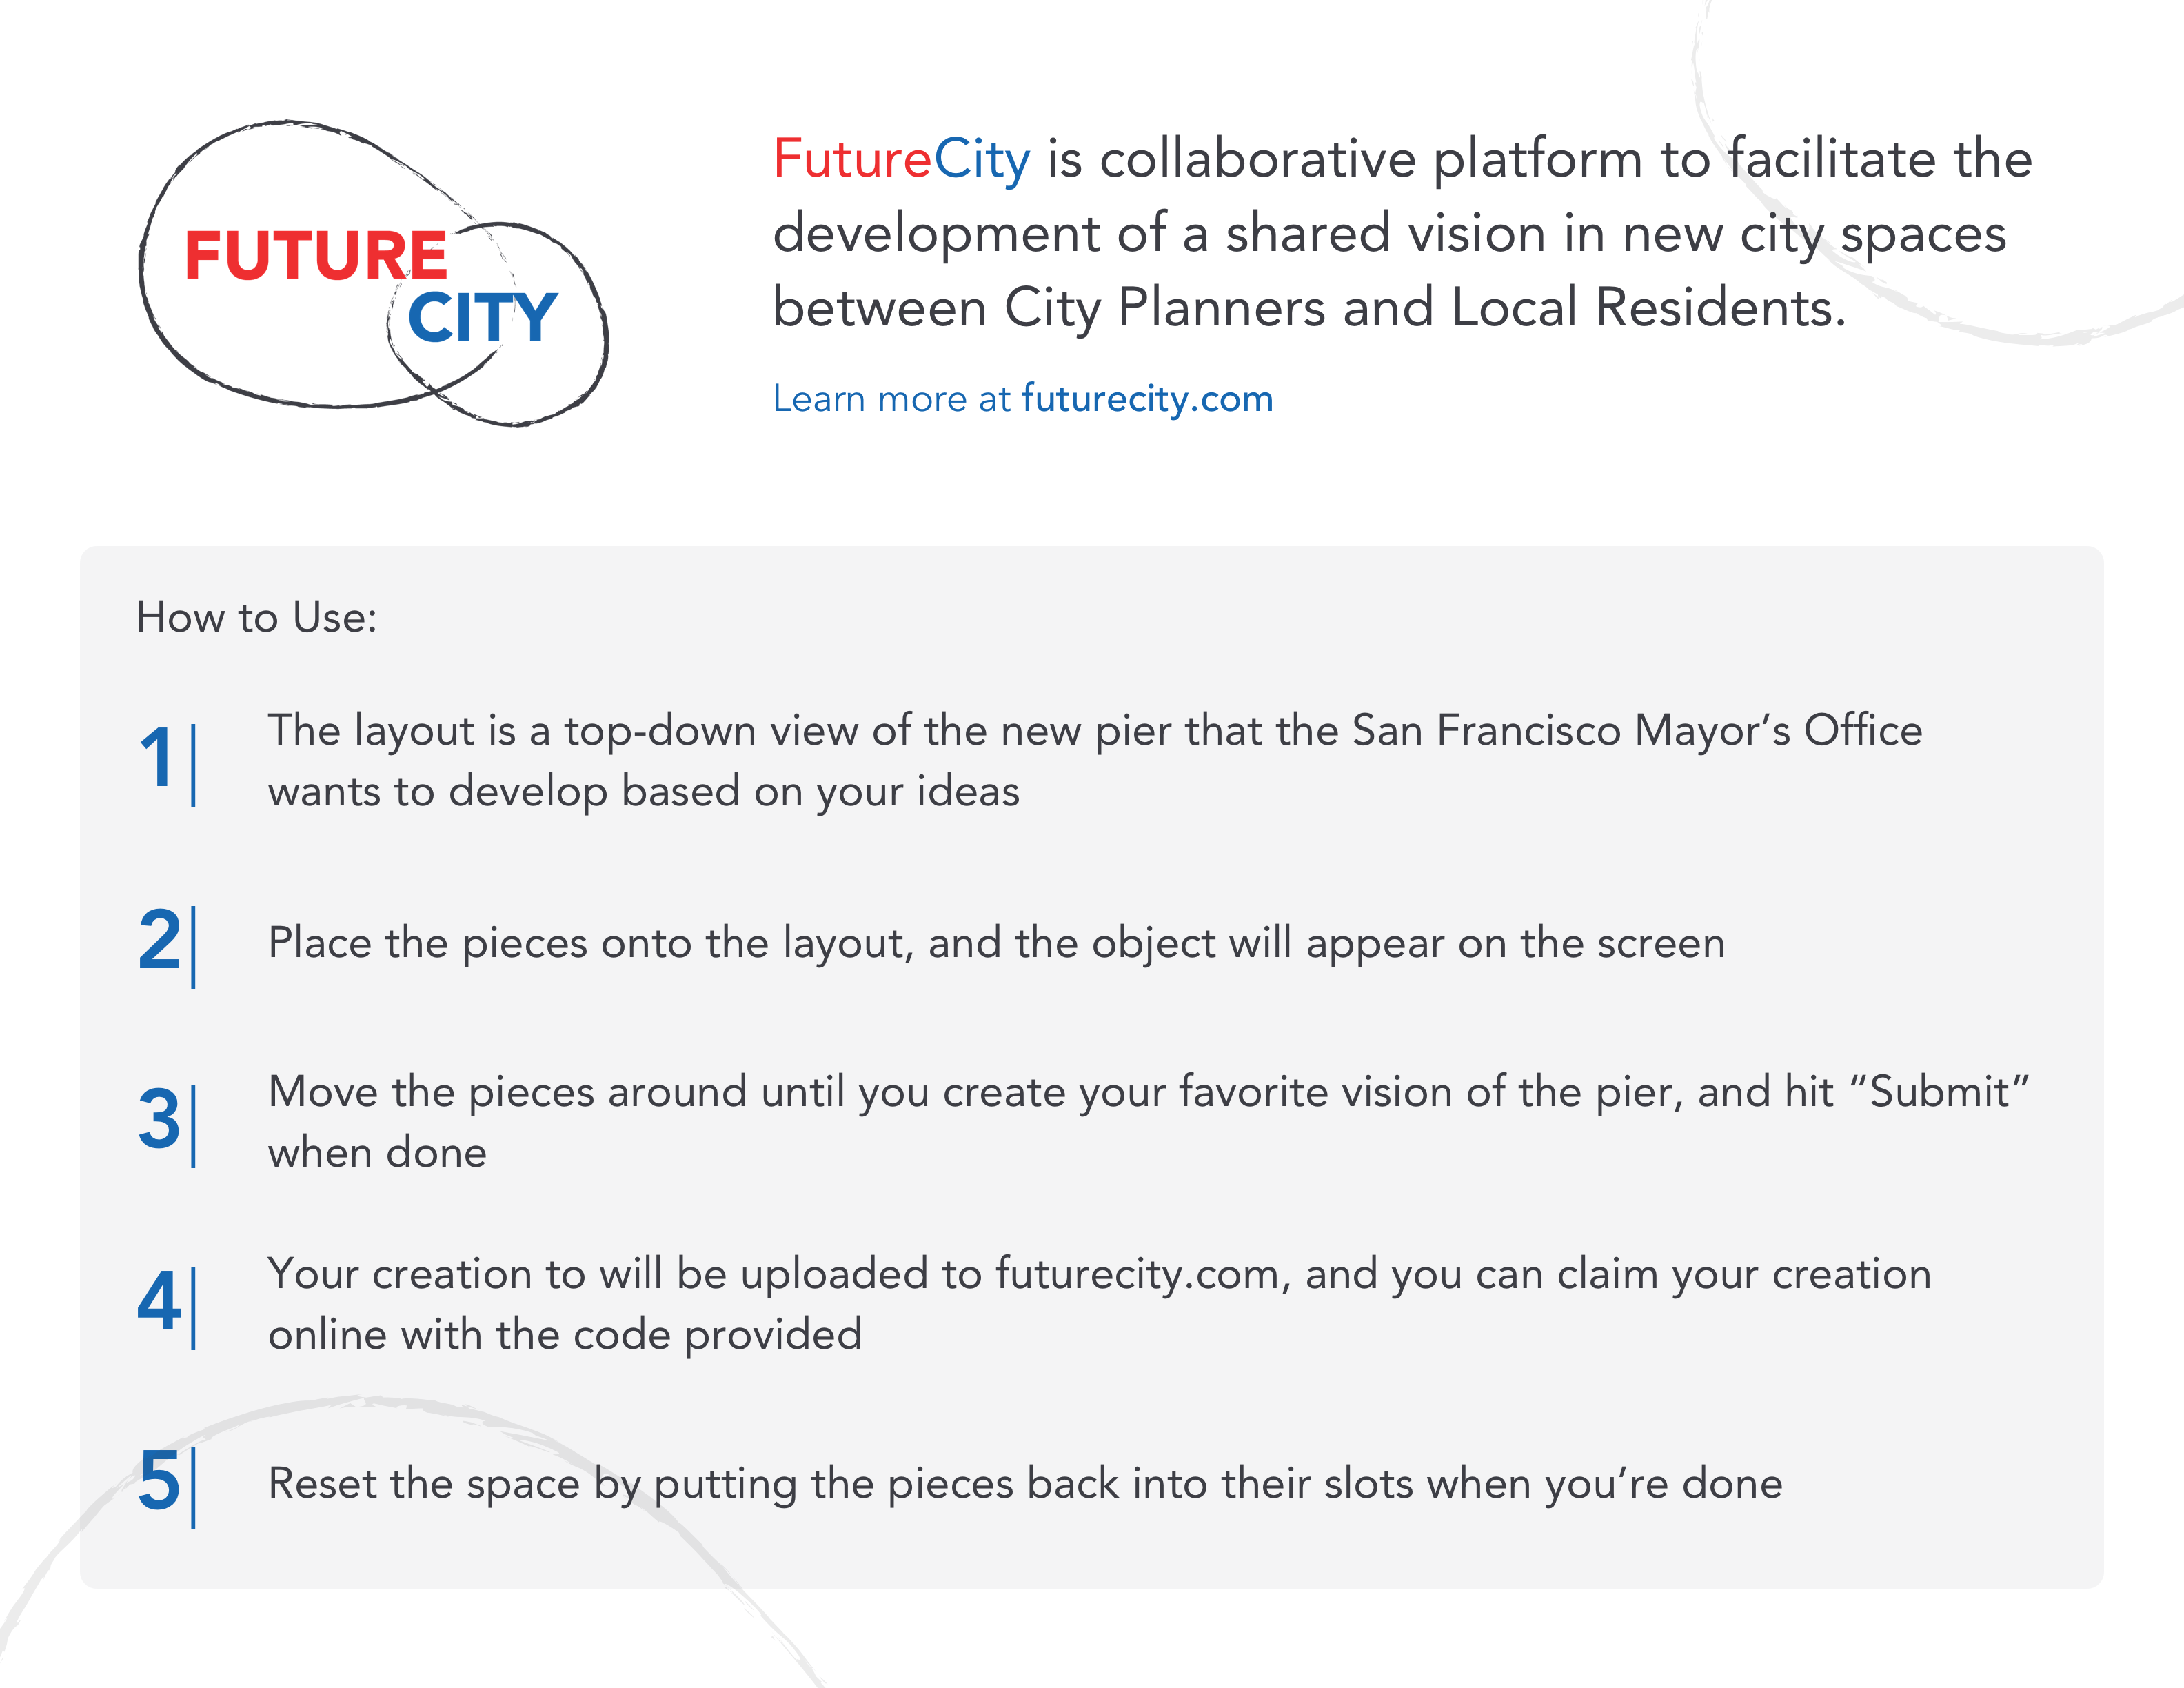 FUTURE
CITY
FutureCity is collaborative platform to facilitate the
development of a shared vision in new city spaces
between City Planners and Local Residents.
Learn more at futurecity.com
How to Use:
1
The layout is a top-down view of the new pier that the San Francisco Mayor’s Office
wants to develop based on your ideas
2
Place the pieces onto the layout, and the object will appear on the screen
3
Move the pieces around until you create your favorite vision of the pier, and hit “Submit”
when done
4
Your creation to will be uploaded to futurecity.com, and you can claim your creation
online with the code provided
5
Reset the space by putting the pieces back into their slots when you’re done